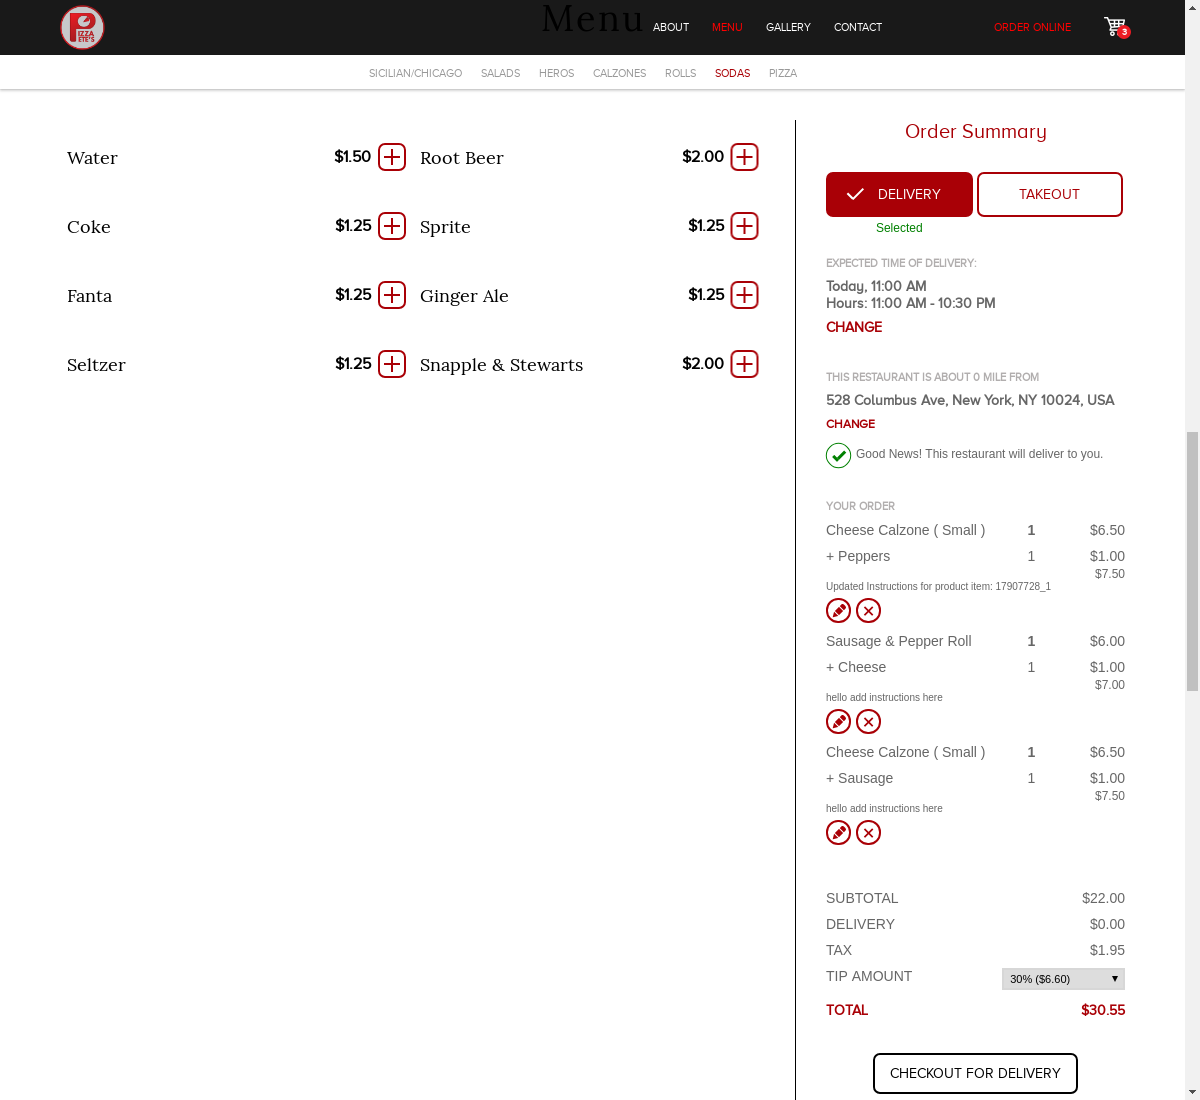 PIZZA
PETE'S
Menu
ABOUT MENU GALLERY CONTACT
ORDER ONLINE
3
SICILIAN/CHICAGO SALADS HEROS CALZONES ROLLS SODAS PIZZA
Water $1.50
Root Beer $2.00
Coke $1.25
Sprite $1.25
Fanta $1.25
Ginger Ale $1.25
Seltzer $1.25
Snapple & Stewarts $2.00
Order Summary
DELIVERY
TAKEOUT
Selected
EXPECTED TIME OF DELIVERY:
Today, 11:00 AM
Hours: 11:00 AM - 10:30 PM
CHANGE
THIS RESTAURANT IS ABOUT 0 MILE FROM
528 Columbus Ave, New York, NY 10024, USA
CHANGE
Good News! This restaurant will deliver to you.
YOUR ORDER
Cheese Calzone ( Small ) 1 $6.50
+ Peppers 1 $1.00
$7.50
Updated Instructions for product item: 17907728_1
Sausage & Pepper Roll 1 $6.00
+ Cheese 1 $1.00
$7.00
hello add instructions here
Cheese Calzone ( Small ) 1 $6.50
+ Sausage 1 $1.00
$7.50
hello add instructions here
SUBTOTAL $22.00
DELIVERY $0.00
TAX $1.95
TIP AMOUNT 30% ($6.60)
TOTAL $30.55
CHECKOUT FOR DELIVERY